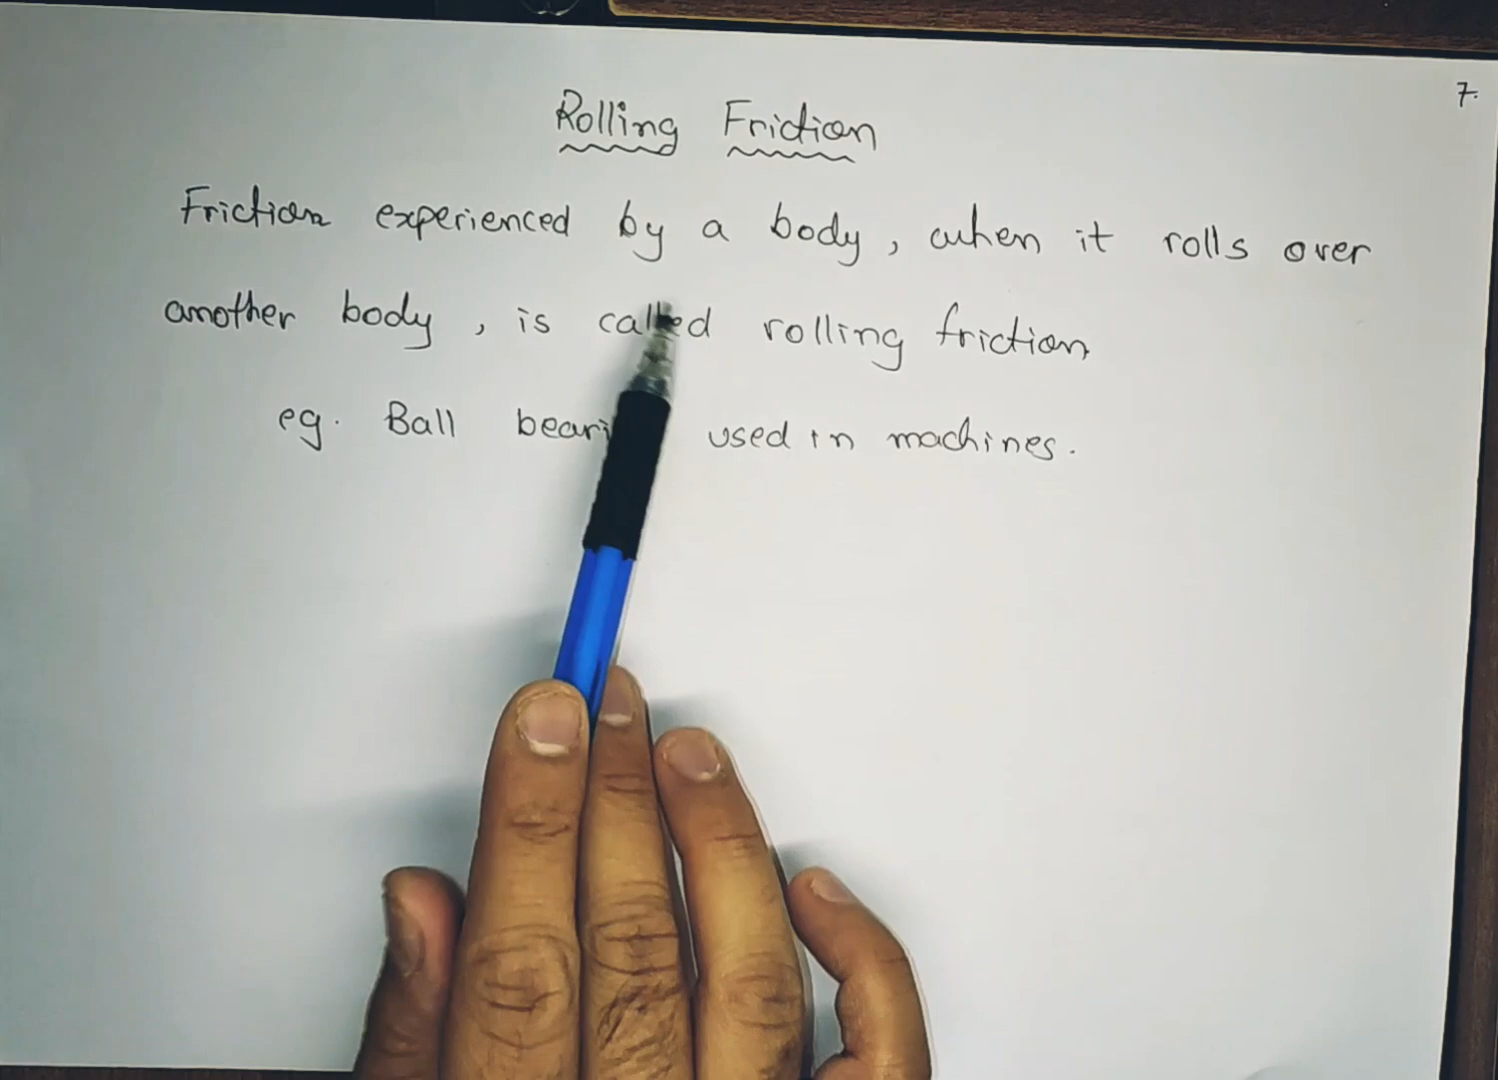 7.
Rolling Friction
Friction experienced by a body, when it rolls over
another body, is called rolling friction
eg. Ball used in machines.